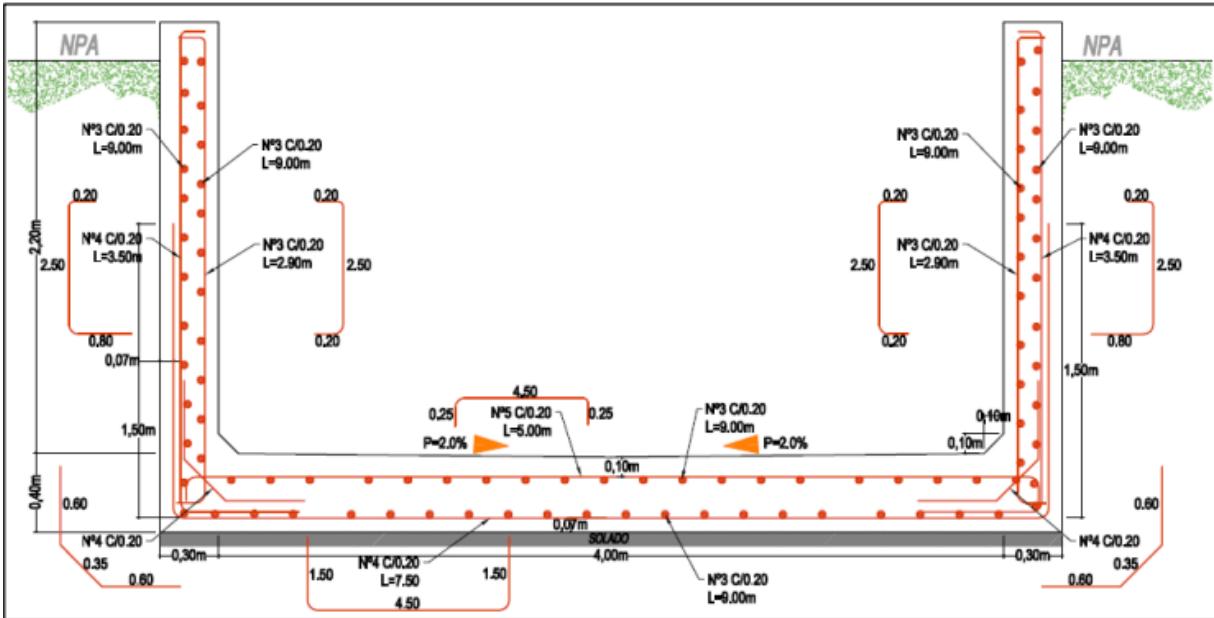 NPA
NPA
Nº3 C/0.20
L=9.00m
Nº3 C/0.20
L=9.00m
Nº3 C/0.20
L=9.00m
Nº3 C/0.20
L=9.00m
2,20m
0.20
0.20
0.20
0.20
Nº4 C/0.20
L=3.50m
Nº3 C/0.20
L=2.90m
Nº3 C/0.20
L=2.90m
Nº4 C/0.20
L=3.50m
2.50
2.50
2.50
2.50
0.80
0.20
0.20
0.80
0,07m
1,50m
1,50m
4.50
0.25
0.25
Nº5 C/0.20
L=5.00m
Nº3 C/0.20
L=9.00m
0,10m
0,10m
P=2.0%
P=2.0%
0,10m
0,40m
0.60
0.60
0,07m
SOLADO
Nº4 C/0.20
0,30m
4,00m
0,30m
Nº4 C/0.20
0.35
0.60
1.50
Nº4 C/0.20
L=7.50
1.50
4.50
Nº3 C/0.20
L=9.00m
0.35
0.60